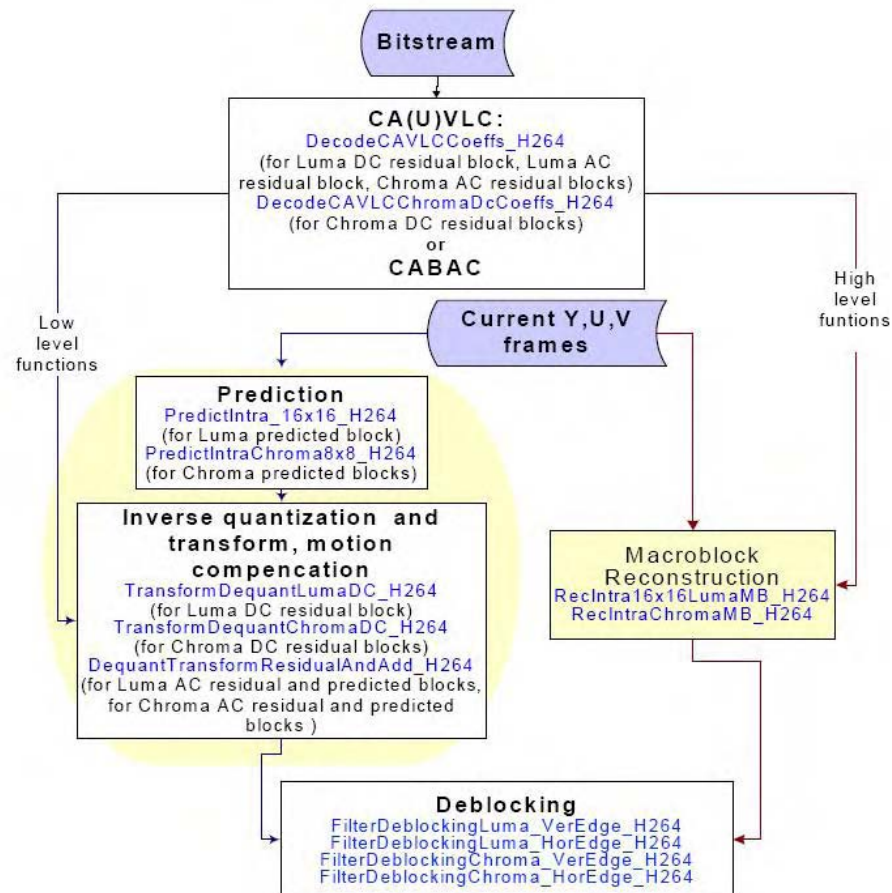 Bitstream
CA(U)VLC:
DecodeCAVLCCoeffs_H264
(for Luma DC residual block, Luma AC
residual block, Chroma AC residual blocks)
DecodeCAVLCChromaDcCoeffs_H264
(for Chroma DC residual blocks)
or
CABAC
Low
level
functions
High
level
funtions
Current Y,U,V
frames
Prediction
PredictIntra_16x16_H264
(for Luma predicted block)
PredictIntraChroma8x8_H264
(for Chroma predicted blocks)
Inverse quantization and
transform, motion
compencation
TransformDequantLumaDC_H264
(for Luma DC residual block)
TransformDequantChromaDC_H264
(for Chroma DC residual blocks)
DequantTransformResidualAndAdd_H264
(for Luma AC residual and predicted blocks,
for Chroma AC residual and predicted
blocks )
Macroblock
Reconstruction
RecIntra16x16LumaMB_H264
RecIntraChromaMB_H264
Deblocking
FilterDeblockingLuma_VerEdge_H264
FilterDeblockingLuma_HorEdge_H264
FilterDeblockingChroma_VerEdge_H264
FilterDeblockingChroma_HorEdge_H264